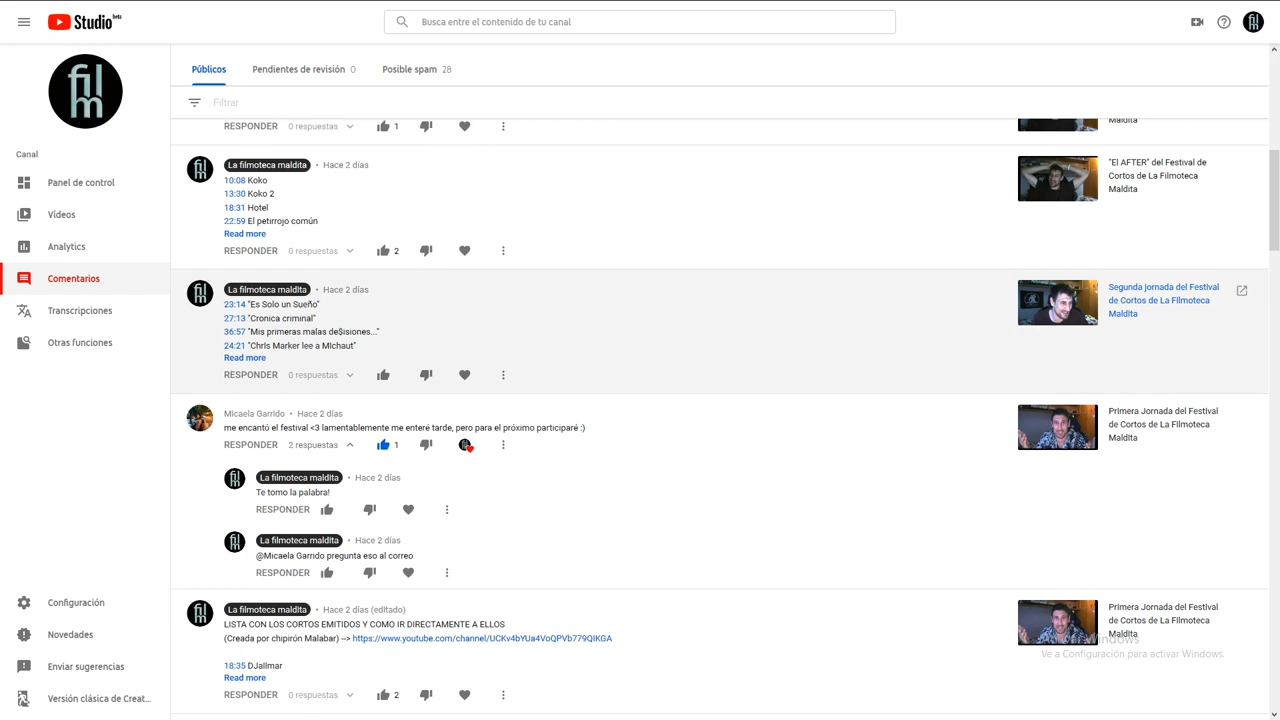 Studio beta
Busca entre el contenido de tu canal
film
Canal
Panel de control
Vídeos
Analytics
Comentarios
Transcripciones
Otras funciones
Configuración
Novedades
Enviar sugerencias
Versión clásica de Creat...
Públicos
Pendientes de revisión 0
Posible spam 28
Filtrar
RESPONDER 0 respuestas 1
Maldita
La filmoteca maldita • Hace 2 días
10:08 Koko
13:30 Koko 2
18:31 Hotel
22:59 El petirrojo común
Read more
RESPONDER 0 respuestas 2
"El AFTER" del Festival de
Cortos de La Filmoteca
Maldita
La filmoteca maldita • Hace 2 días
23:14 "Es Solo un Sueño"
27:13 "Cronica criminal"
36:57 "Mis primeras malas de$isiones..."
24:21 "Chris Marker lee a Michaut"
Read more
RESPONDER 0 respuestas
Segunda jornada del Festival
de Cortos de La Filmoteca
Maldita
Micaela Garrido • Hace 2 días
me encantó el festival <3 lamentablemente me enteré tarde, pero para el próximo participaré :)
RESPONDER 2 respuestas 1
Primera Jornada del Festival
de Cortos de La Filmoteca
Maldita
La filmoteca maldita • Hace 2 días
Te tomo la palabra!
RESPONDER
La filmoteca maldita • Hace 2 días
@Micaela Garrido pregunta eso al correo
RESPONDER
La filmoteca maldita • Hace 2 días (editado)
LISTA CON LOS CORTOS EMITIDOS Y COMO IR DIRECTAMENTE A ELLOS
(Creada por chipirón Malabar) --> https://www.youtube.com/channel/UCKv4bYUa4VoQPVb779QiKGA
18:35 DJallmar
Read more
RESPONDER 0 respuestas 2
Primera Jornada del Festival
de Cortos de La Filmoteca
Maldita
Windows
Ve a Configuración para activar Windows.